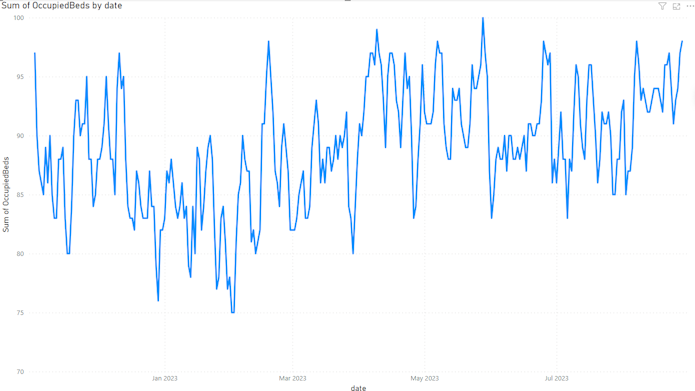 Sum of OccupiedBeds by date
100
95
90
85
80
75
70
Sum of OccupiedBeds
Jan 2023
Mar 2023
May 2023
Jul 2023
date